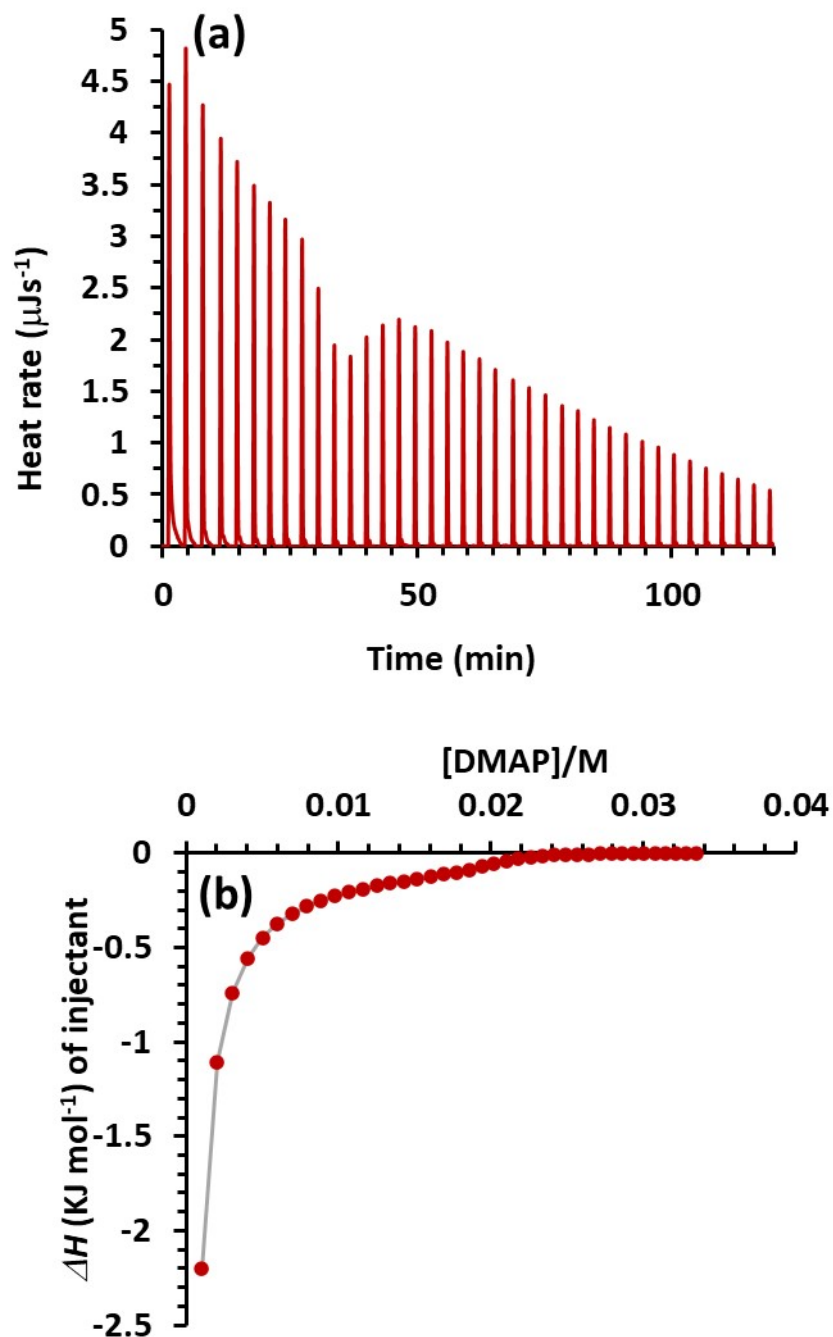 (a)
5
4.5
4
3.5
3
2.5
2
1.5
1
0.5
0
Heat rate (μJs⁻¹)
0 50 100
Time (min)
[DMAP]/M
0 0.01 0.02 0.03 0.04
(b)
0
-0.5
-1
-1.5
-2
-2.5
ΔH (KJ mol⁻¹) of injectant